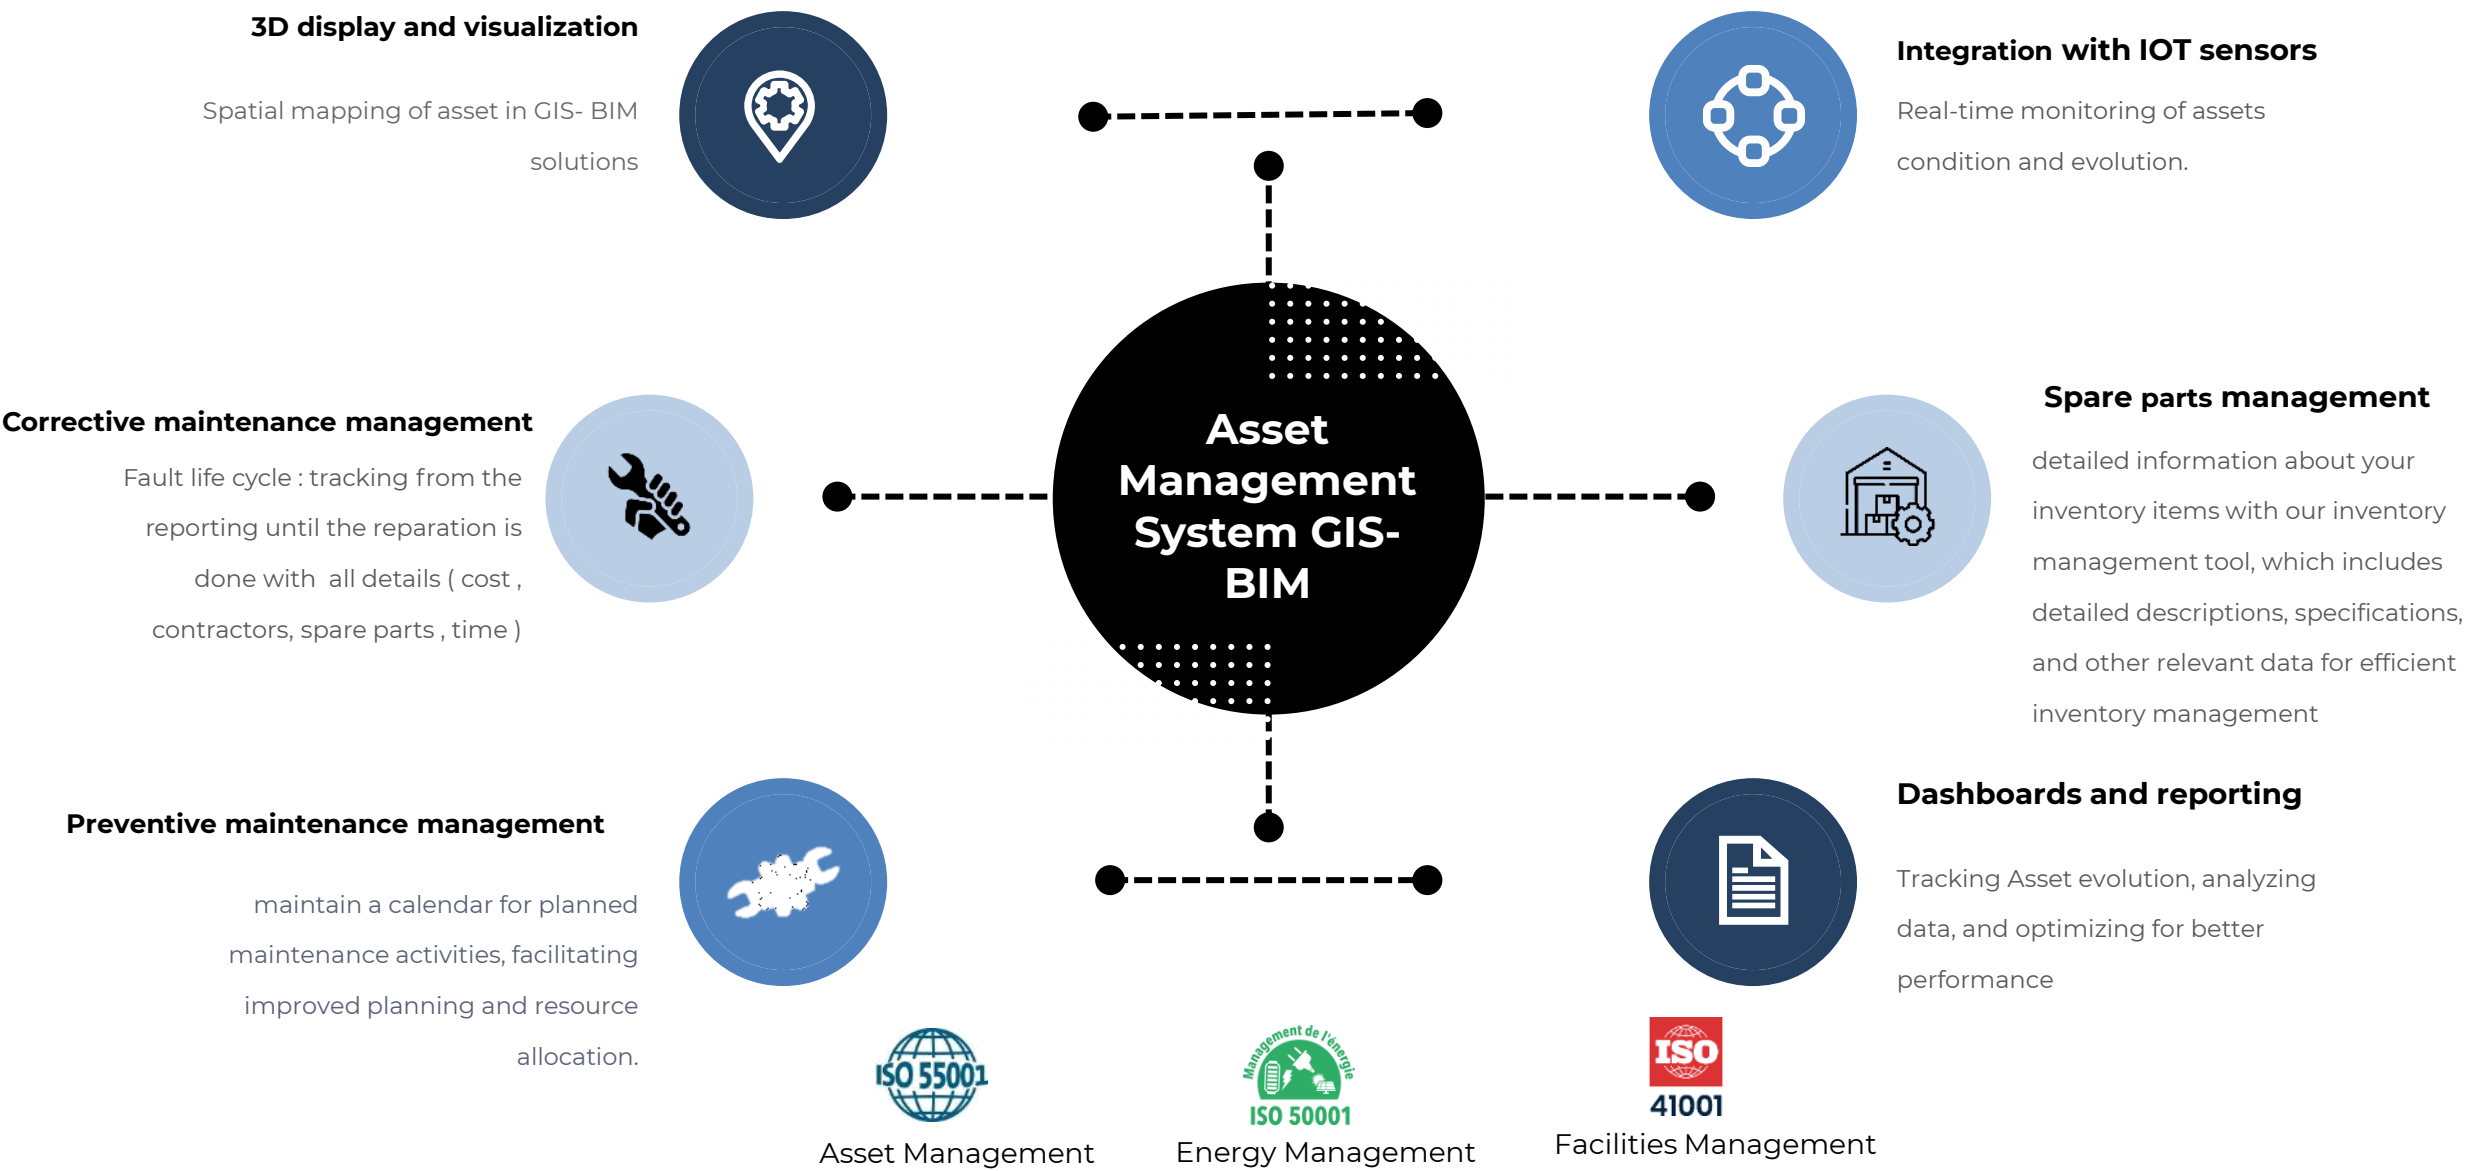 3D display and visualization
Spatial mapping of asset in GIS- BIM
solutions
Integration with IOT sensors
Real-time monitoring of assets
condition and evolution.
Corrective maintenance management
Fault life cycle : tracking from the
reporting until the reparation is
done with  all details ( cost ,
contractors, spare parts , time )
Asset
Management
System GIS-
BIM
Spare parts management
detailed information about your
inventory items with our inventory
management tool, which includes
detailed descriptions, specifications,
and other relevant data for efficient
inventory management
Preventive maintenance management
maintain a calendar for planned
maintenance activities, facilitating
improved planning and resource
allocation.
Dashboards and reporting
Tracking Asset evolution, analyzing
data, and optimizing for better
performance
ISO 55001
Asset Management
Management de l'énergie
ISO 50001
Energy Management
ISO
41001
Facilities Management